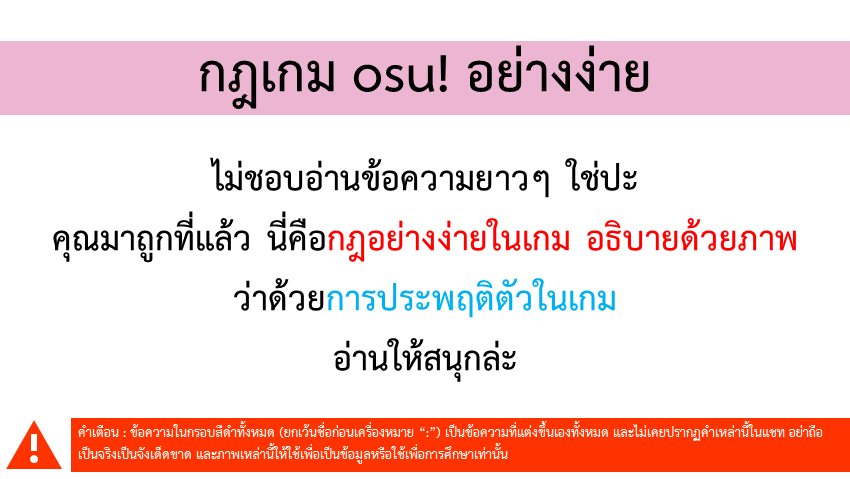 กฎเกม osu! อย่างง่าย
ไม่ชอบอ่านข้อความยาวๆ ใช่ปะ
คุณมาถูกที่แล้ว นี่คือกฎอย่างง่ายในเกม อธิบายด้วยภาพ
ว่าด้วยการประพฤติตัวในเกม
อ่านให้สนุกล่ะ
คำเตือน : ข้อความในกรอบสีดำทั้งหมด (ยกเว้นชื่อก่อนเครื่องหมาย “:”) เป็นข้อความที่แต่งขึ้นเองทั้งหมด และไม่เคยปรากฏคำเหล่านี้ในแชท อย่าถือ
เป็นจริงเป็นจังเด็ดขาด และภาพเหล่านี้ให้ใช้เพื่อเป็นข้อมูลหรือใช้เพื่อการศึกษาเท่านั้น